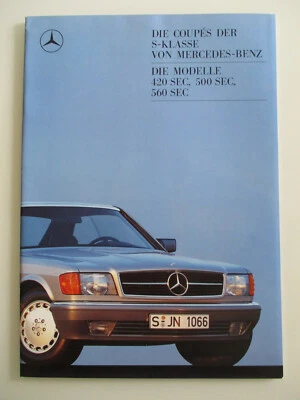 DIE COUPÉS DER
S-KLASSE
VON MERCEDES-BENZ
DIE MODELLE
420 SEC, 500 SEC,
560 SEC
S-JN 1066